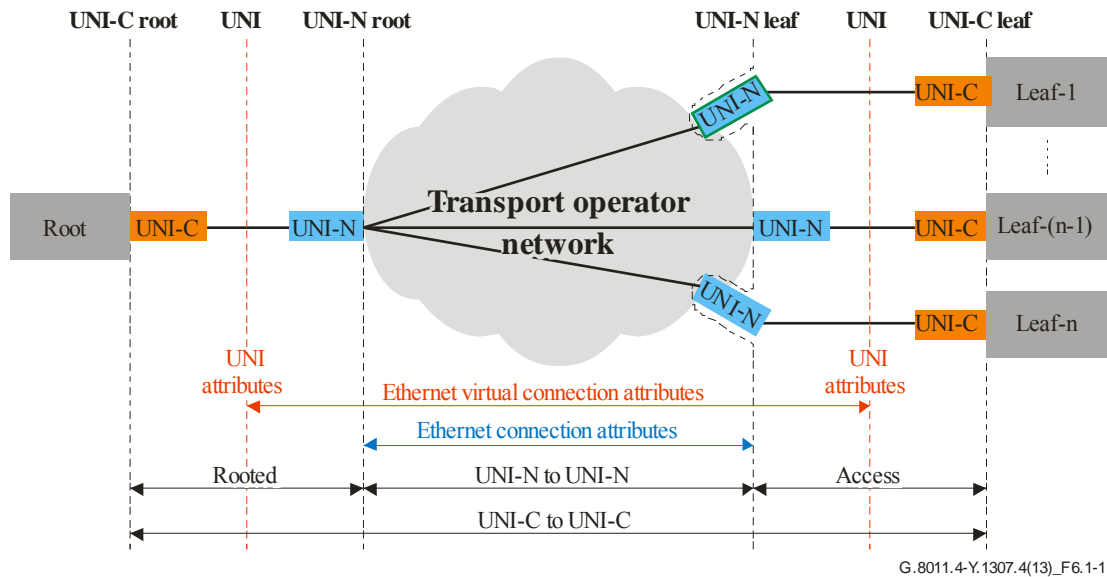 UNI-C root
UNI
UNI-N root
UNI-N leaf
UNI
UNI-C leaf
UNI-N
UNI-C
Leaf-1
Root
UNI-C
UNI-N
Transport operator
network
UNI-N
UNI-C
Leaf-(n-1)
UNI-N
UNI-C
Leaf-n
UNI
attributes
UNI
attributes
Ethernet virtual connection attributes
Ethernet connection attributes
Rooted
UNI-N to UNI-N
Access
UNI-C to UNI-C
G.8011.4-Y.1307.4(13)_F6.1-1